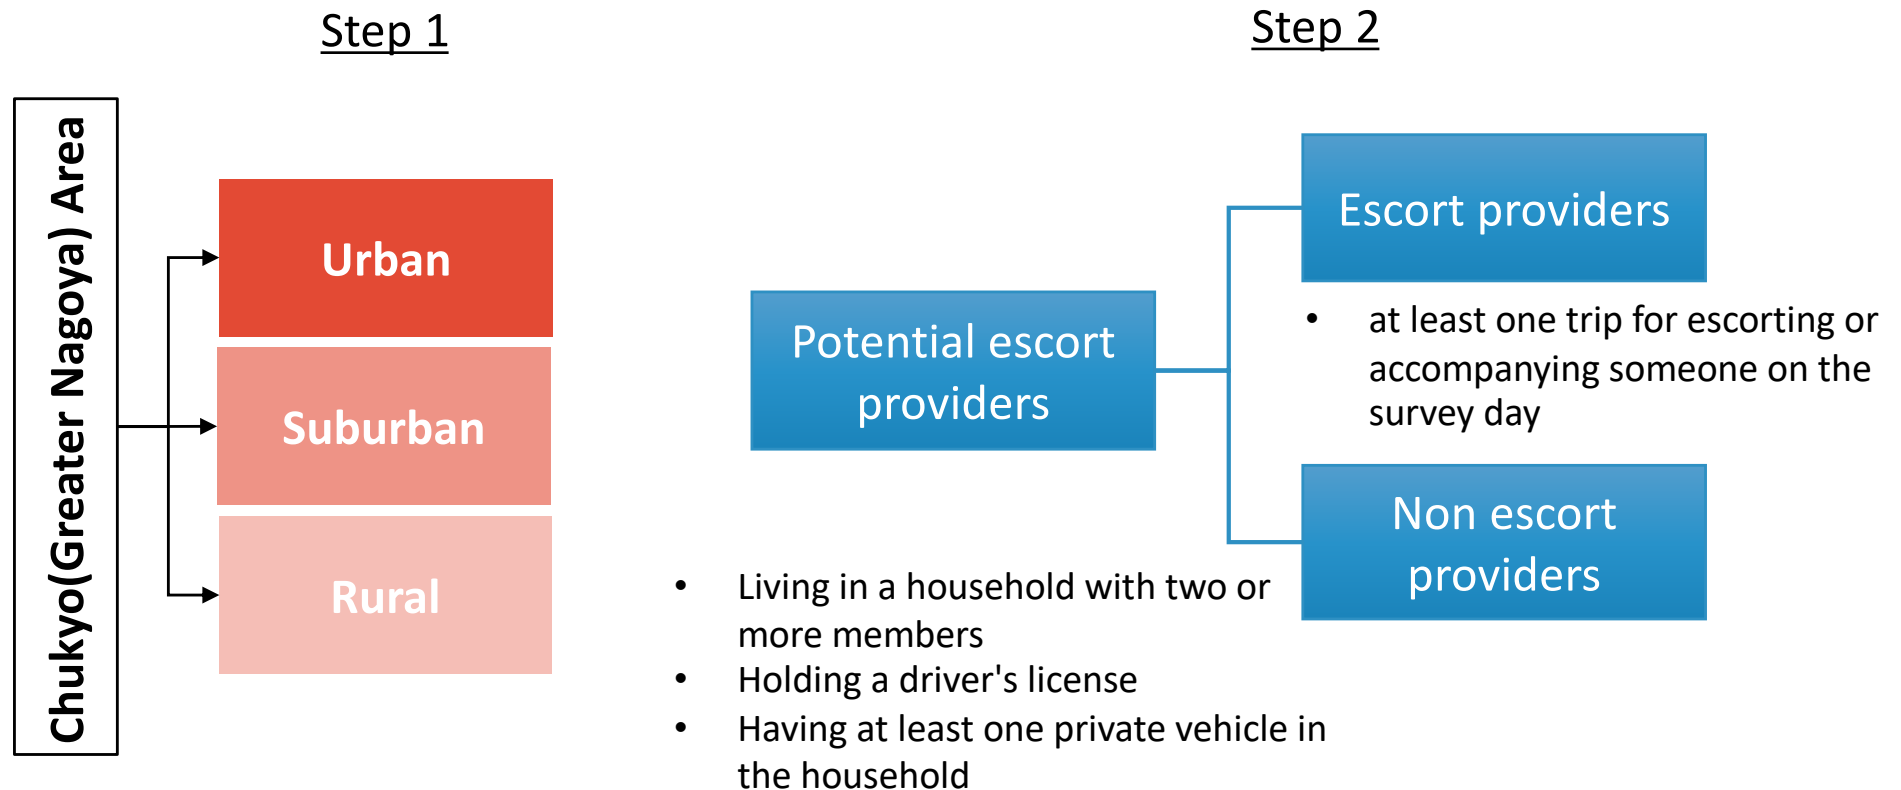 Step 1
Chukyo(Greater Nagoya) Area
Urban
Suburban
Rural
Step 2
Potential escort
providers
• Living in a household with two or
more members
• Holding a driver's license
• Having at least one private vehicle in
the household
Escort providers
• at least one trip for escorting or
accompanying someone on the
survey day
Non escort
providers